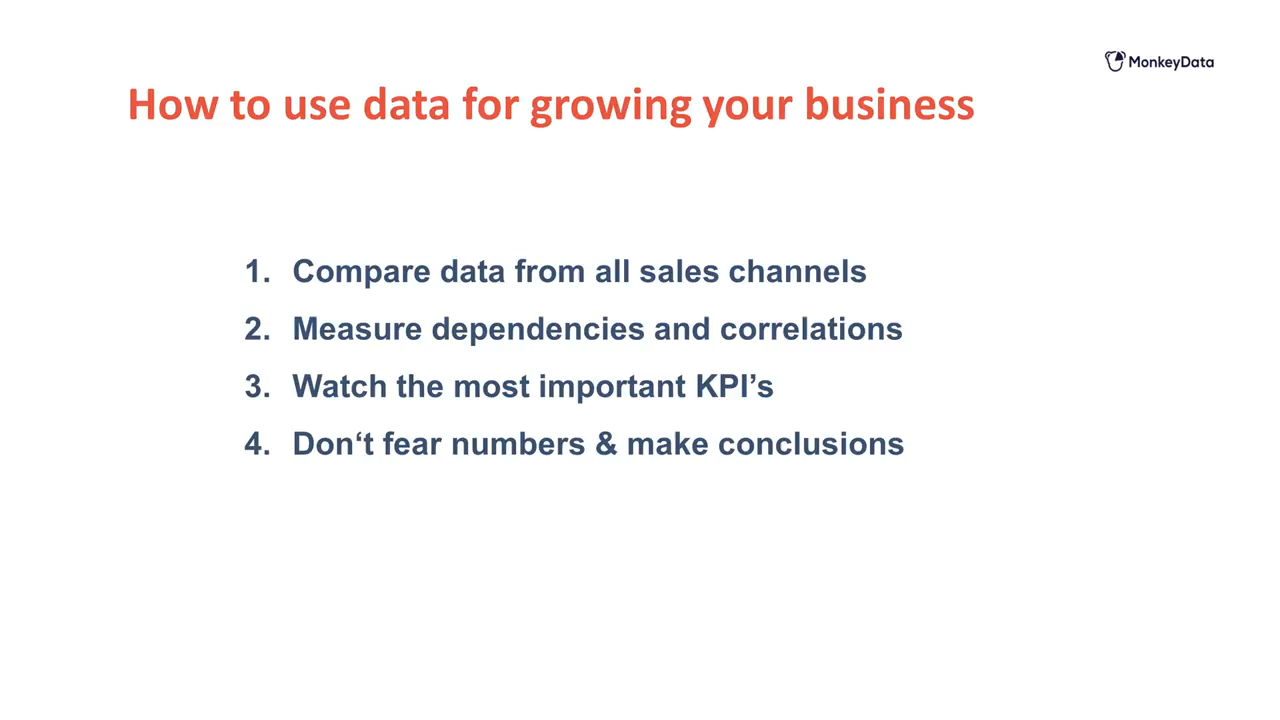 MonkeyData
How to use data for growing your business
1. Compare data from all sales channels
2. Measure dependencies and correlations
3. Watch the most important KPI’s
4. Don‘t fear numbers & make conclusions